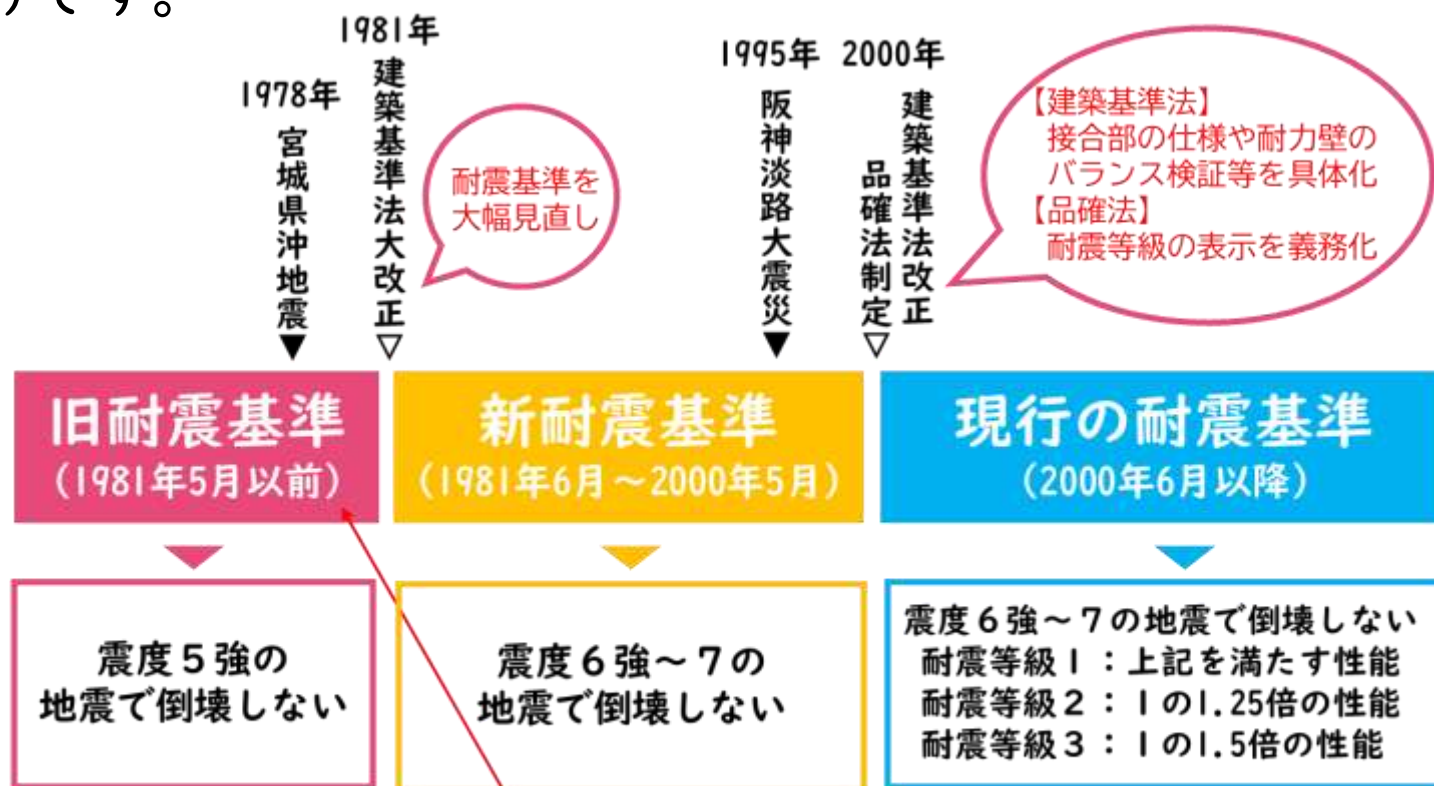 です。
1978年
宮城県沖地震
▼
1981年
建築基準法大改正
▽
耐震基準を
大幅見直し
1995年
阪神淡路大震災
▼
2000年
建築基準法改正
品確法制定
▽
【建築基準法】
接合部の仕様や耐力壁の
バランス検証等を具体化
【品確法】
耐震等級の表示を義務化
旧耐震基準
(1981年5月以前)
新耐震基準
(1981年6月～2000年5月)
現行の耐震基準
(2000年6月以降)
震度5強の
地震で倒壊しない
震度6強～7の
地震で倒壊しない
震度6強～7の地震で倒壊しない
耐震等級1：上記を満たす性能
耐震等級2：1の1.25倍の性能
耐震等級3：1の1.5倍の性能